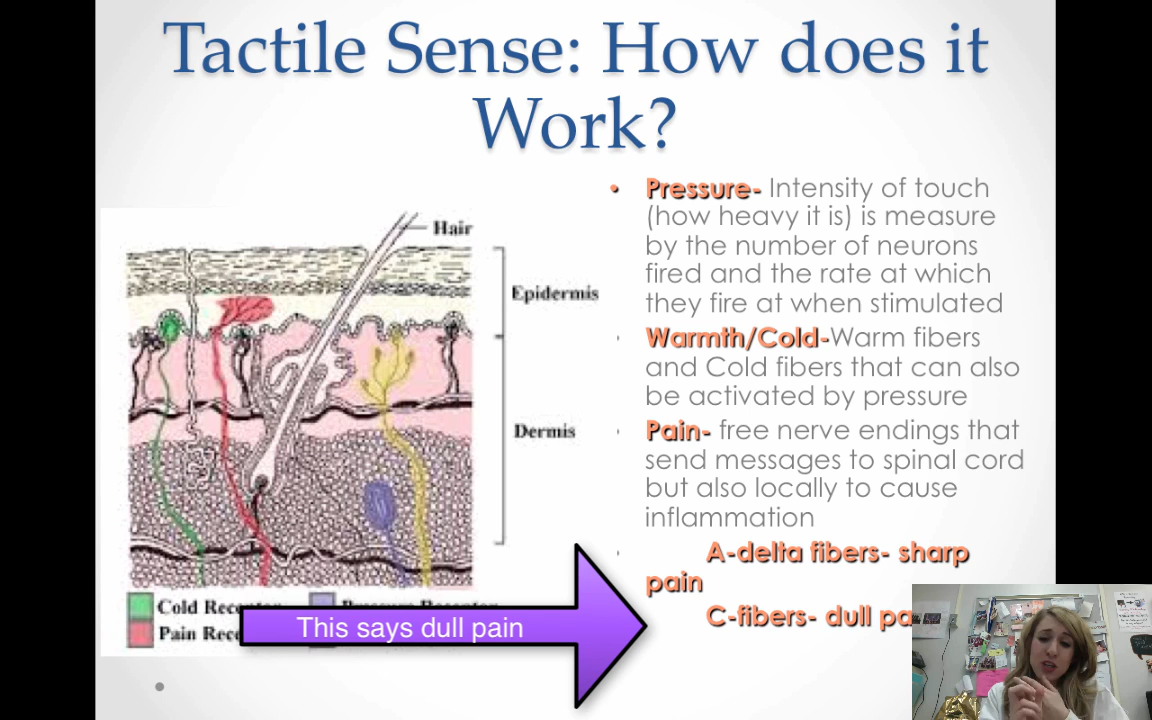 Tactile Sense: How does it
Work?
• Pressure- Intensity of touch
(how heavy it is) is measure
by the number of neurons
fired and the rate at which
they fire at when stimulated
Warmth/Cold-Warm fibers
and Cold fibers that can also
be activated by pressure
Pain- free nerve endings that
send messages to spinal cord
but also locally to cause
inflammation
A-delta fibers- sharp
pain
C-fibers- dull pa
Hair
Epidermis
Dermis
Cold
Pain
This says dull pain